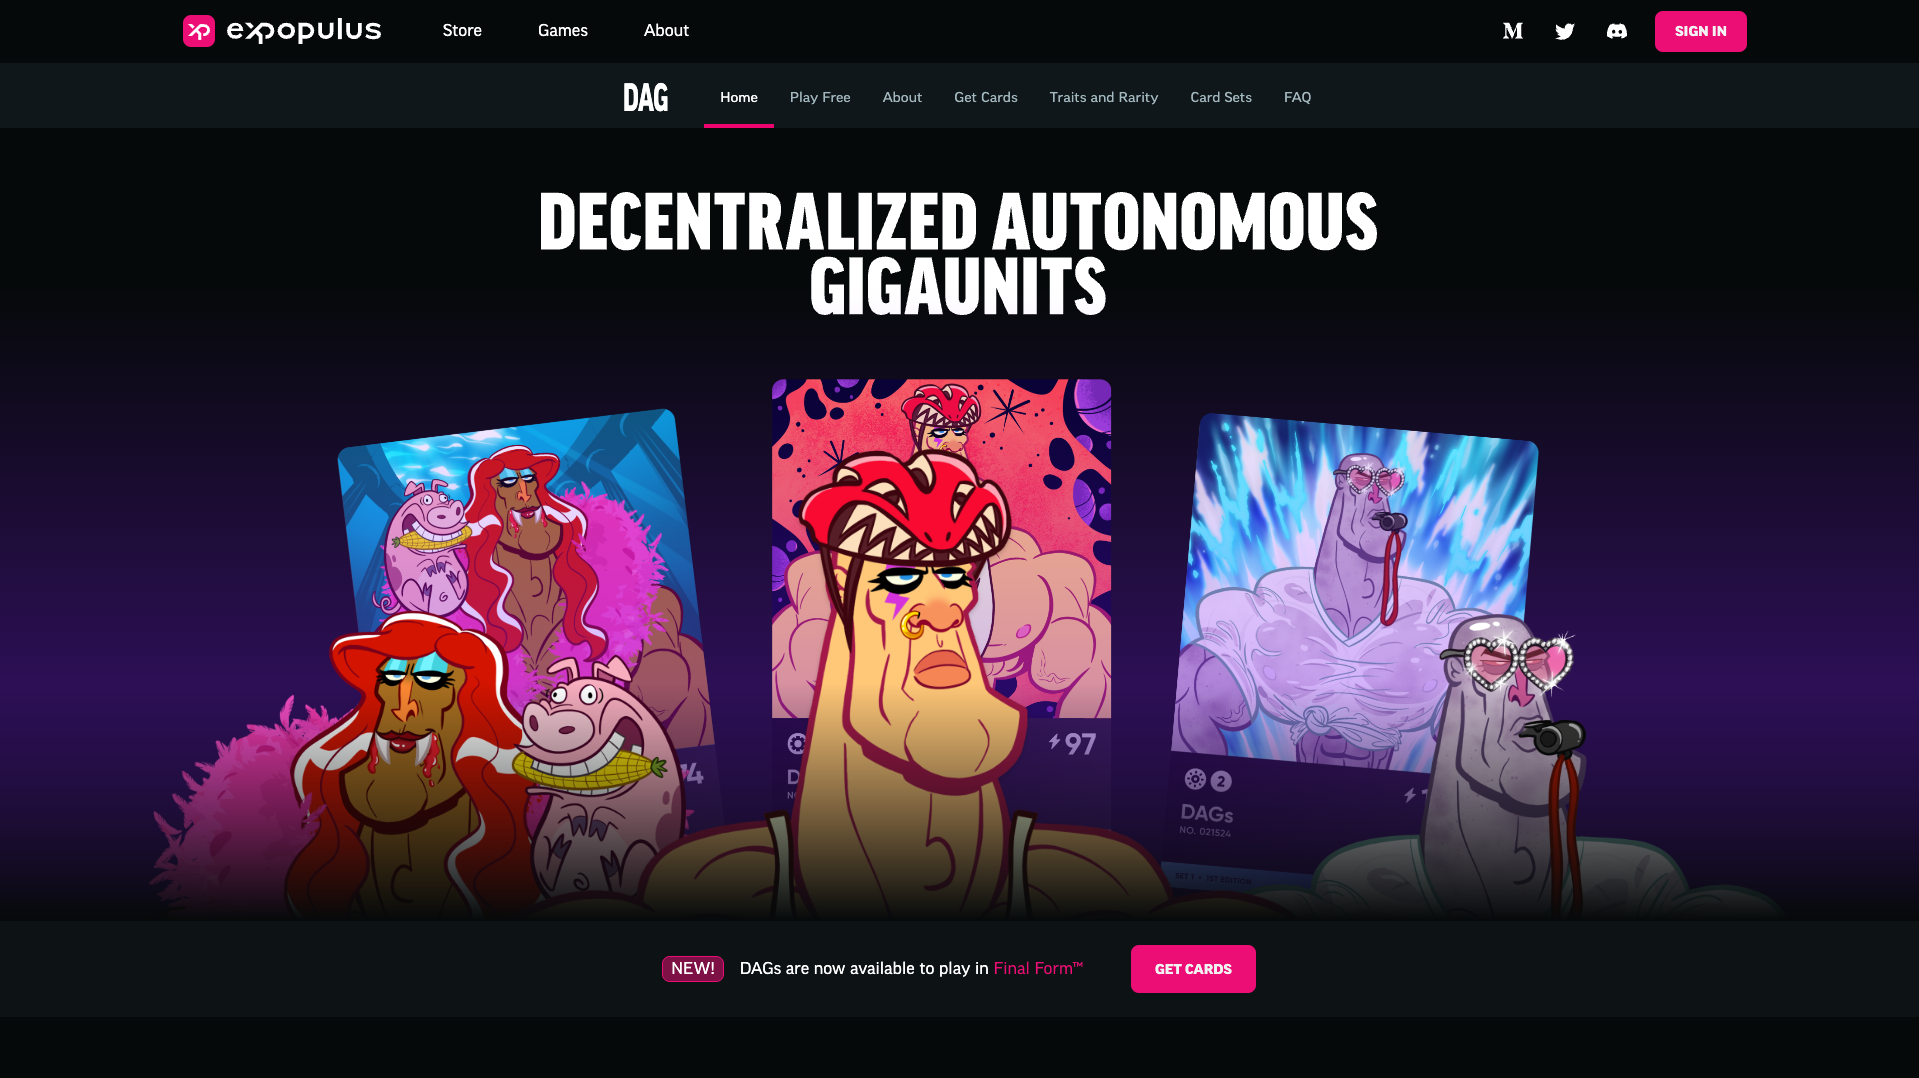 expopulus
Store
Games
About
SIGN IN
DAG
Home
Play Free
About
Get Cards
Traits and Rarity
Card Sets
FAQ
DECENTRALIZED AUTONOMOUS
GIGAUNITS
97
2
DAGs
NO. 021524
SET 1 • 1ST EDITION
NEW!
DAGs are now available to play in Final Form™
GET CARDS